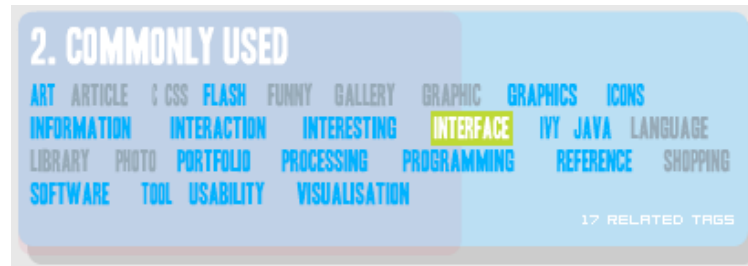 2. COMMONLY USED
ART ARTICLE C CSS FLASH FUNNY GALLERY GRAPHIC GRAPHICS ICONS
INFORMATION INTERACTION INTERESTING INTERFACE IVY JAVA LANGUAGE
LIBRARY PHOTO PORTFOLIO PROCESSING PROGRAMMING REFERENCE SHOPPING
SOFTWARE TOOL USABILITY VISUALISATION
17 RELATED TAGS